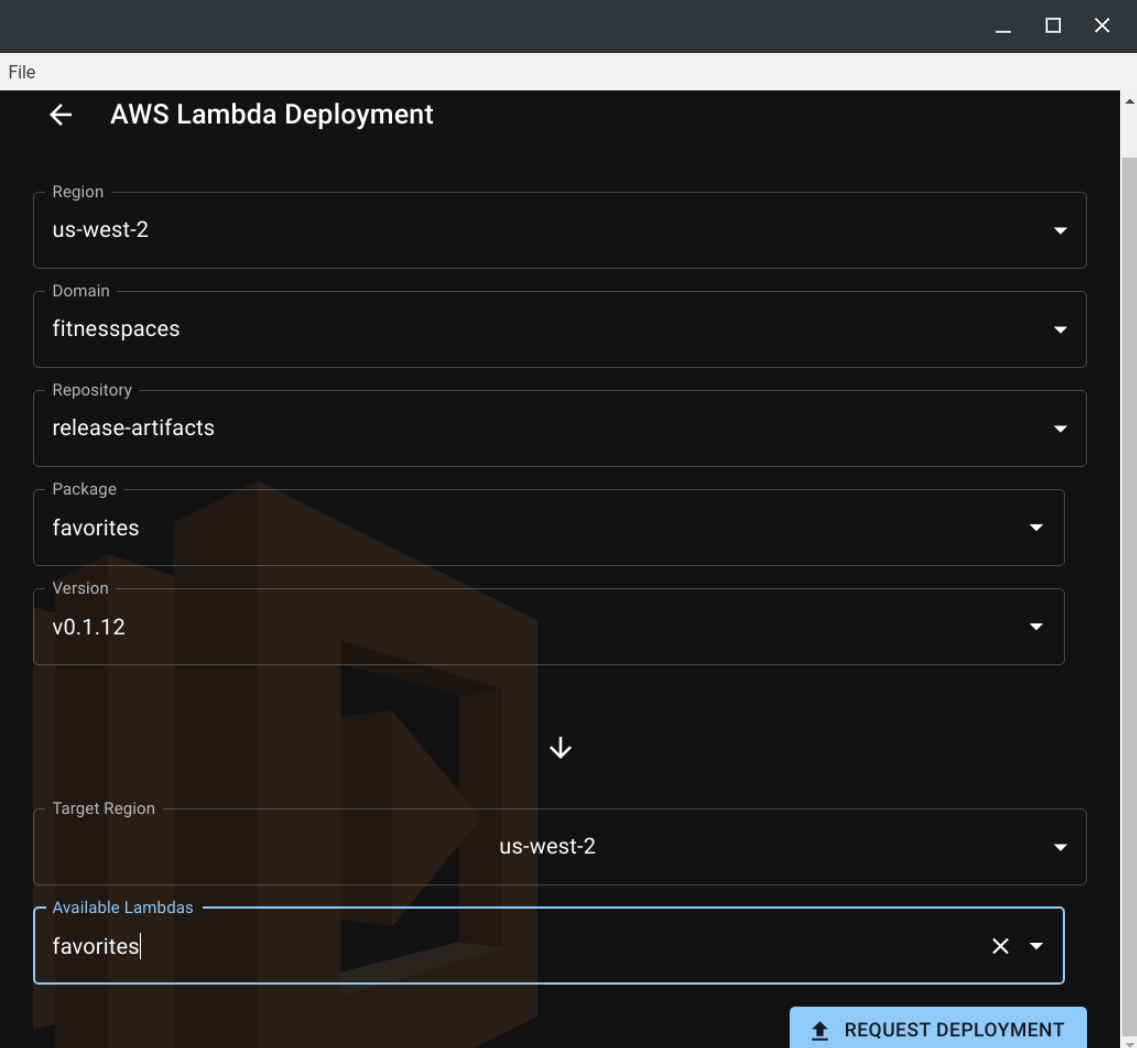 File
AWS Lambda Deployment
Region
us-west-2
Domain
fitnesspaces
Repository
release-artifacts
Package
favorites
Version
v0.1.12
Target Region
us-west-2
Available Lambdas
favorites
REQUEST DEPLOYMENT